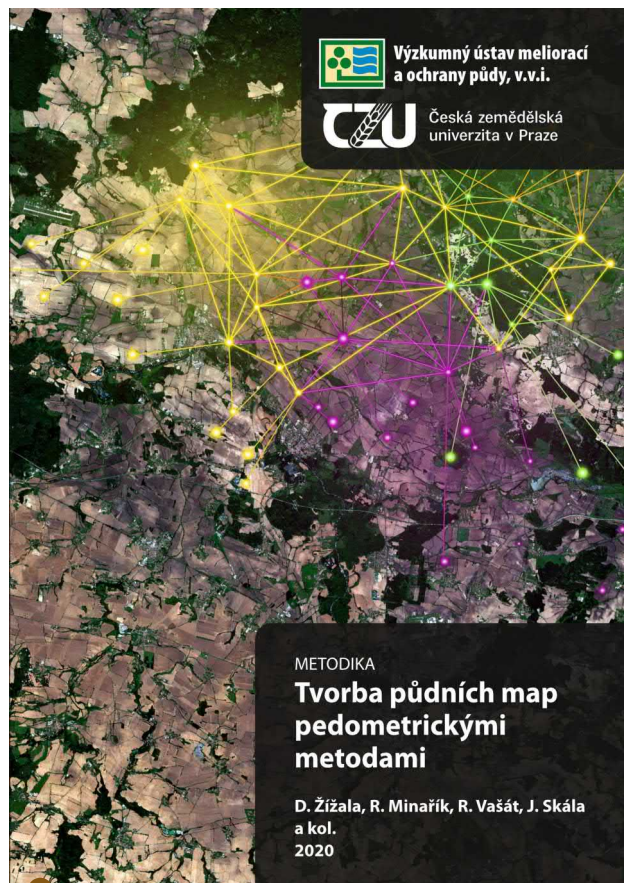 Výzkumný ústav meliorací
a ochrany půdy, v.v.i.
CZU
Česká zemědělská
univerzita v Praze
METODIKA
Tvorba půdních map
pedometrickými
metodami
D. Žížala, R. Minařík, R. Vašát, J. Skála
a kol.
2020